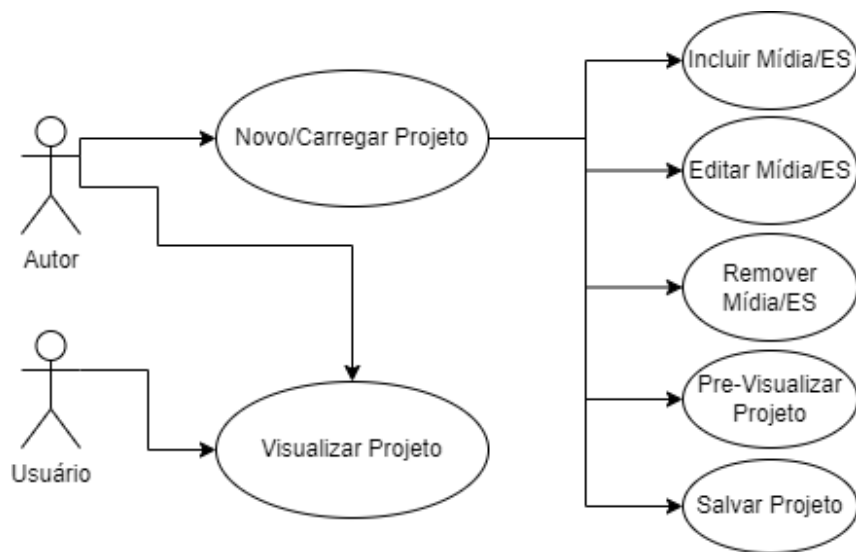 Incluir Mídia/ES
Novo/Carregar Projeto
Editar Mídia/ES
Autor
Remover
Mídia/ES
Pre-Visualizar
Projeto
Usuário
Visualizar Projeto
Salvar Projeto